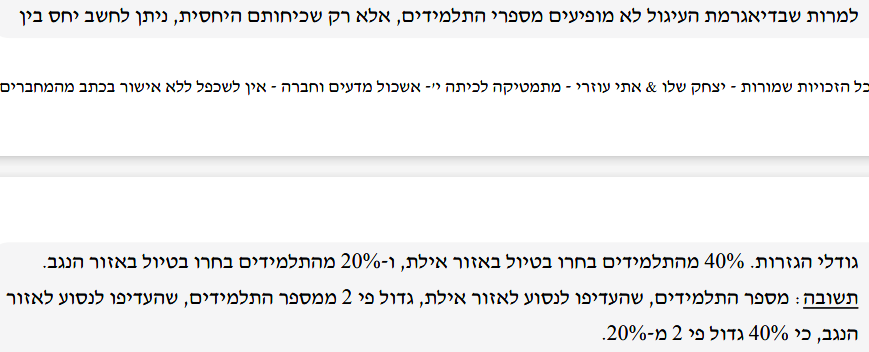 למרות שבדיאגרמת העיגול לא מופיעים מספרי התלמידים, אלא רק שכיחותם היחסית, ניתן לחשב יחס בין
כל הזכויות שמורות - יצחק שלו & אתי עוזרי - מתמטיקה לכיתה י'- אשכול מדעים וחברה - אין לשכפל ללא אישור בכתב מהמחברים
גודלי הגזרות. 40% מהתלמידים בחרו בטיול באזור אילת, ו-20% מהתלמידים בחרו בטיול באזור הנגב.
תשובה: מספר התלמידים, שהעדיפו לנסוע לאזור אילת, גדול פי 2 ממספר התלמידים, שהעדיפו לנסוע לאזור
הנגב, כי 40% גדול פי 2 מ-20%.